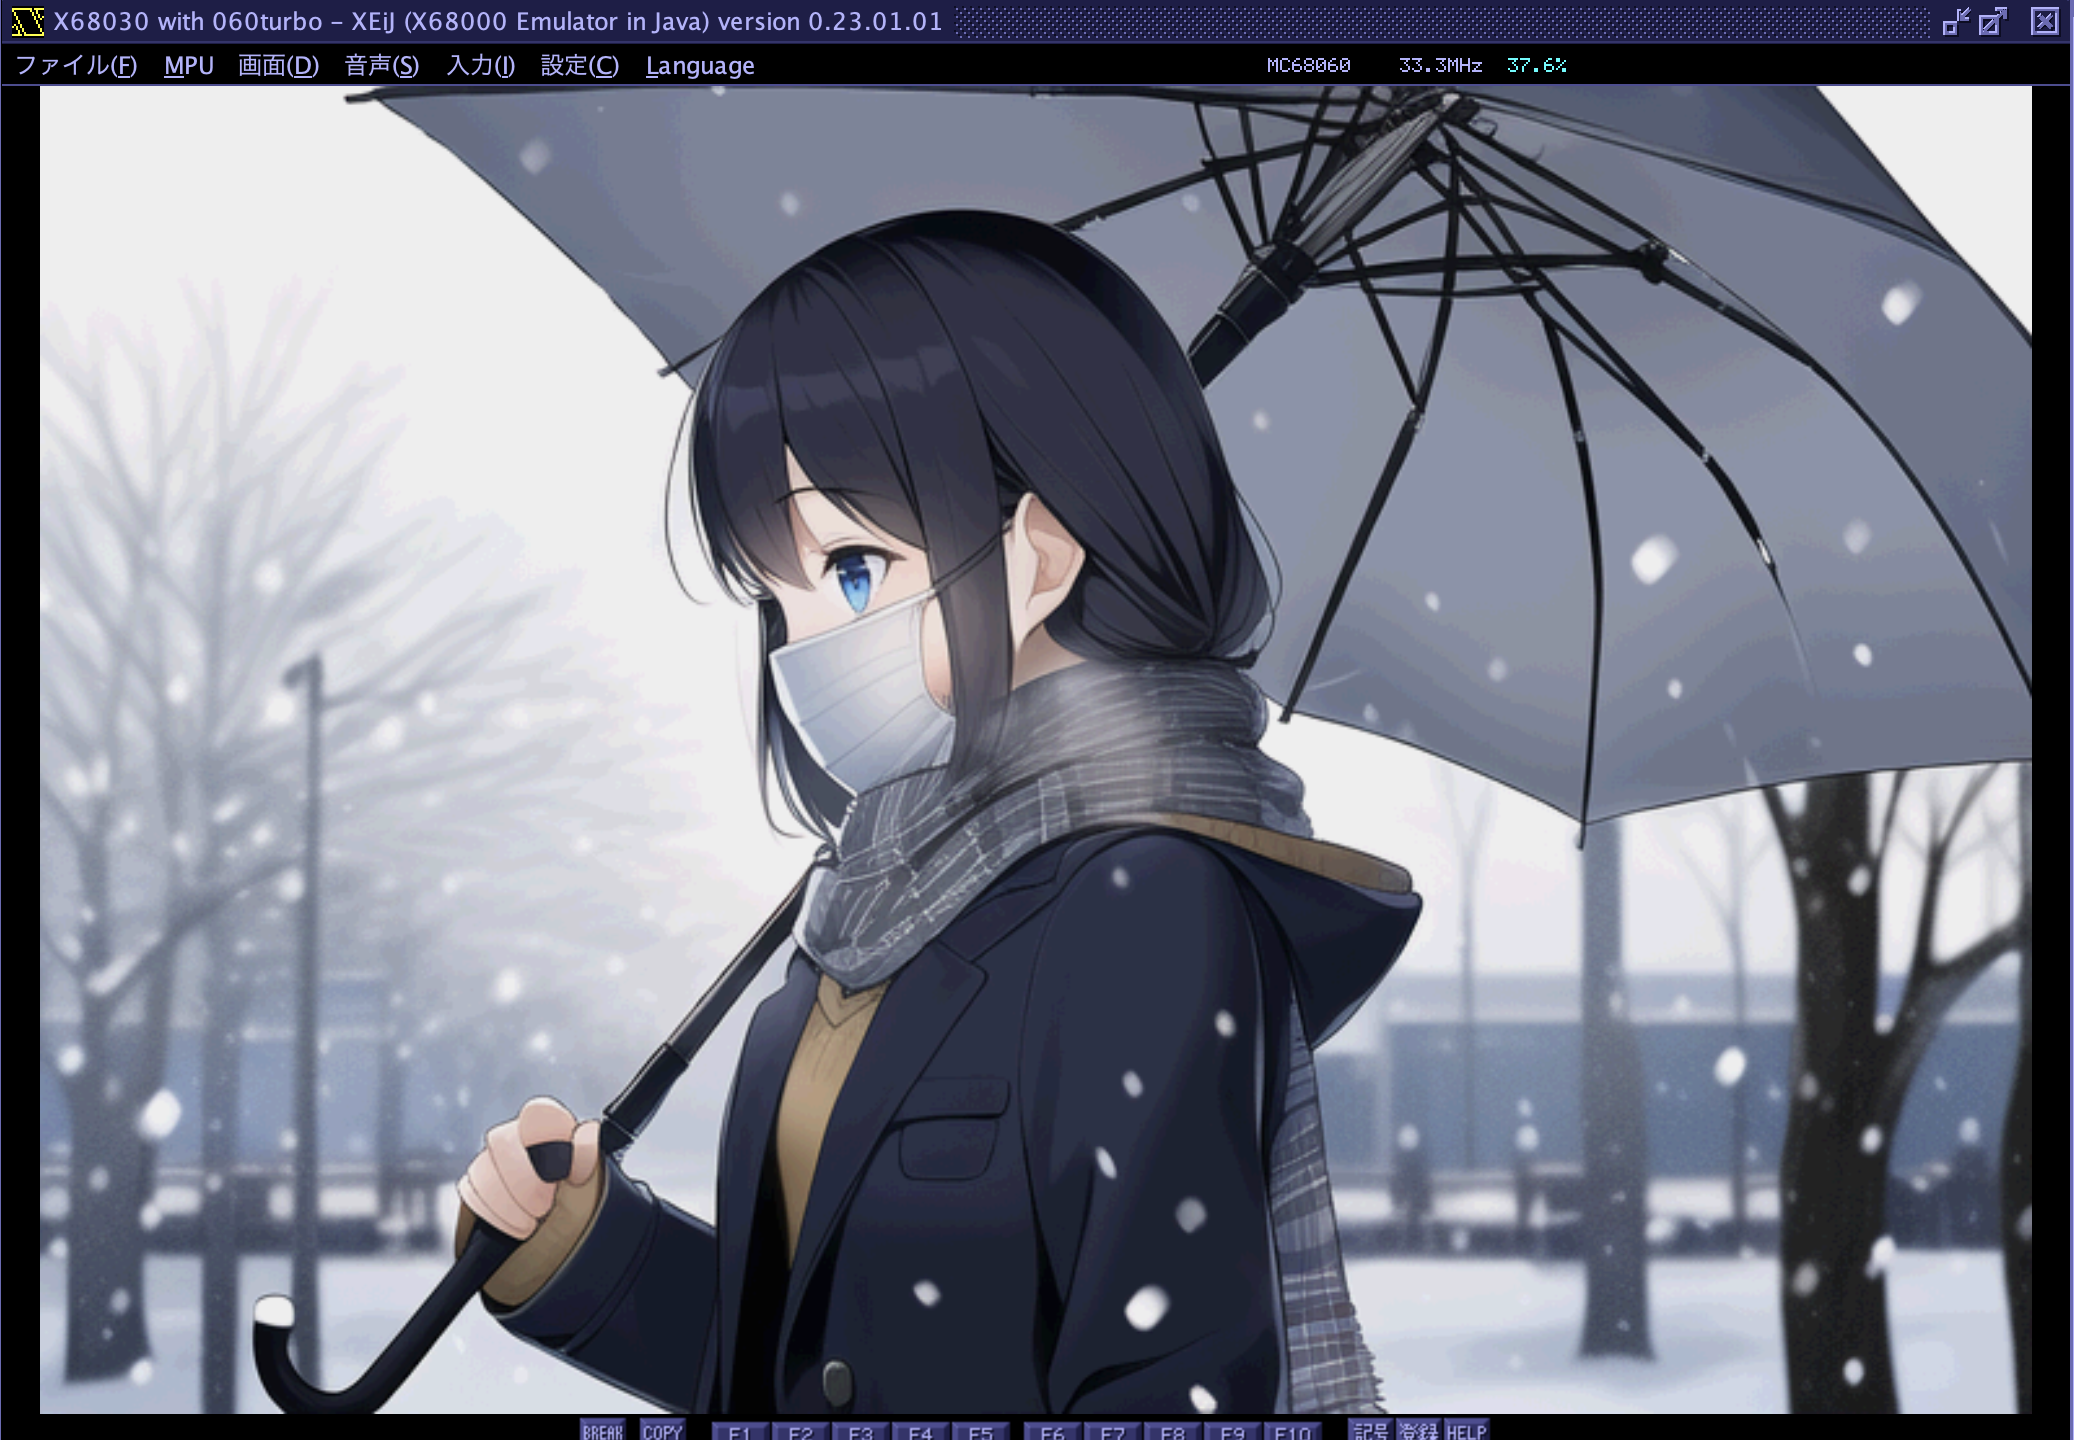 X68030 with 060turbo - XEiJ (X68000 Emulator in Java) version 0.23.01.01
ファイル(F) MPU 画面(D) 音声(S) 入力(I) 設定(C) Language MC68060 33.3MHz 37.6%
BREAK COPY F1 F2 F3 F4 F5 F6 F7 F8 F9 F10 記号 登録 HELP